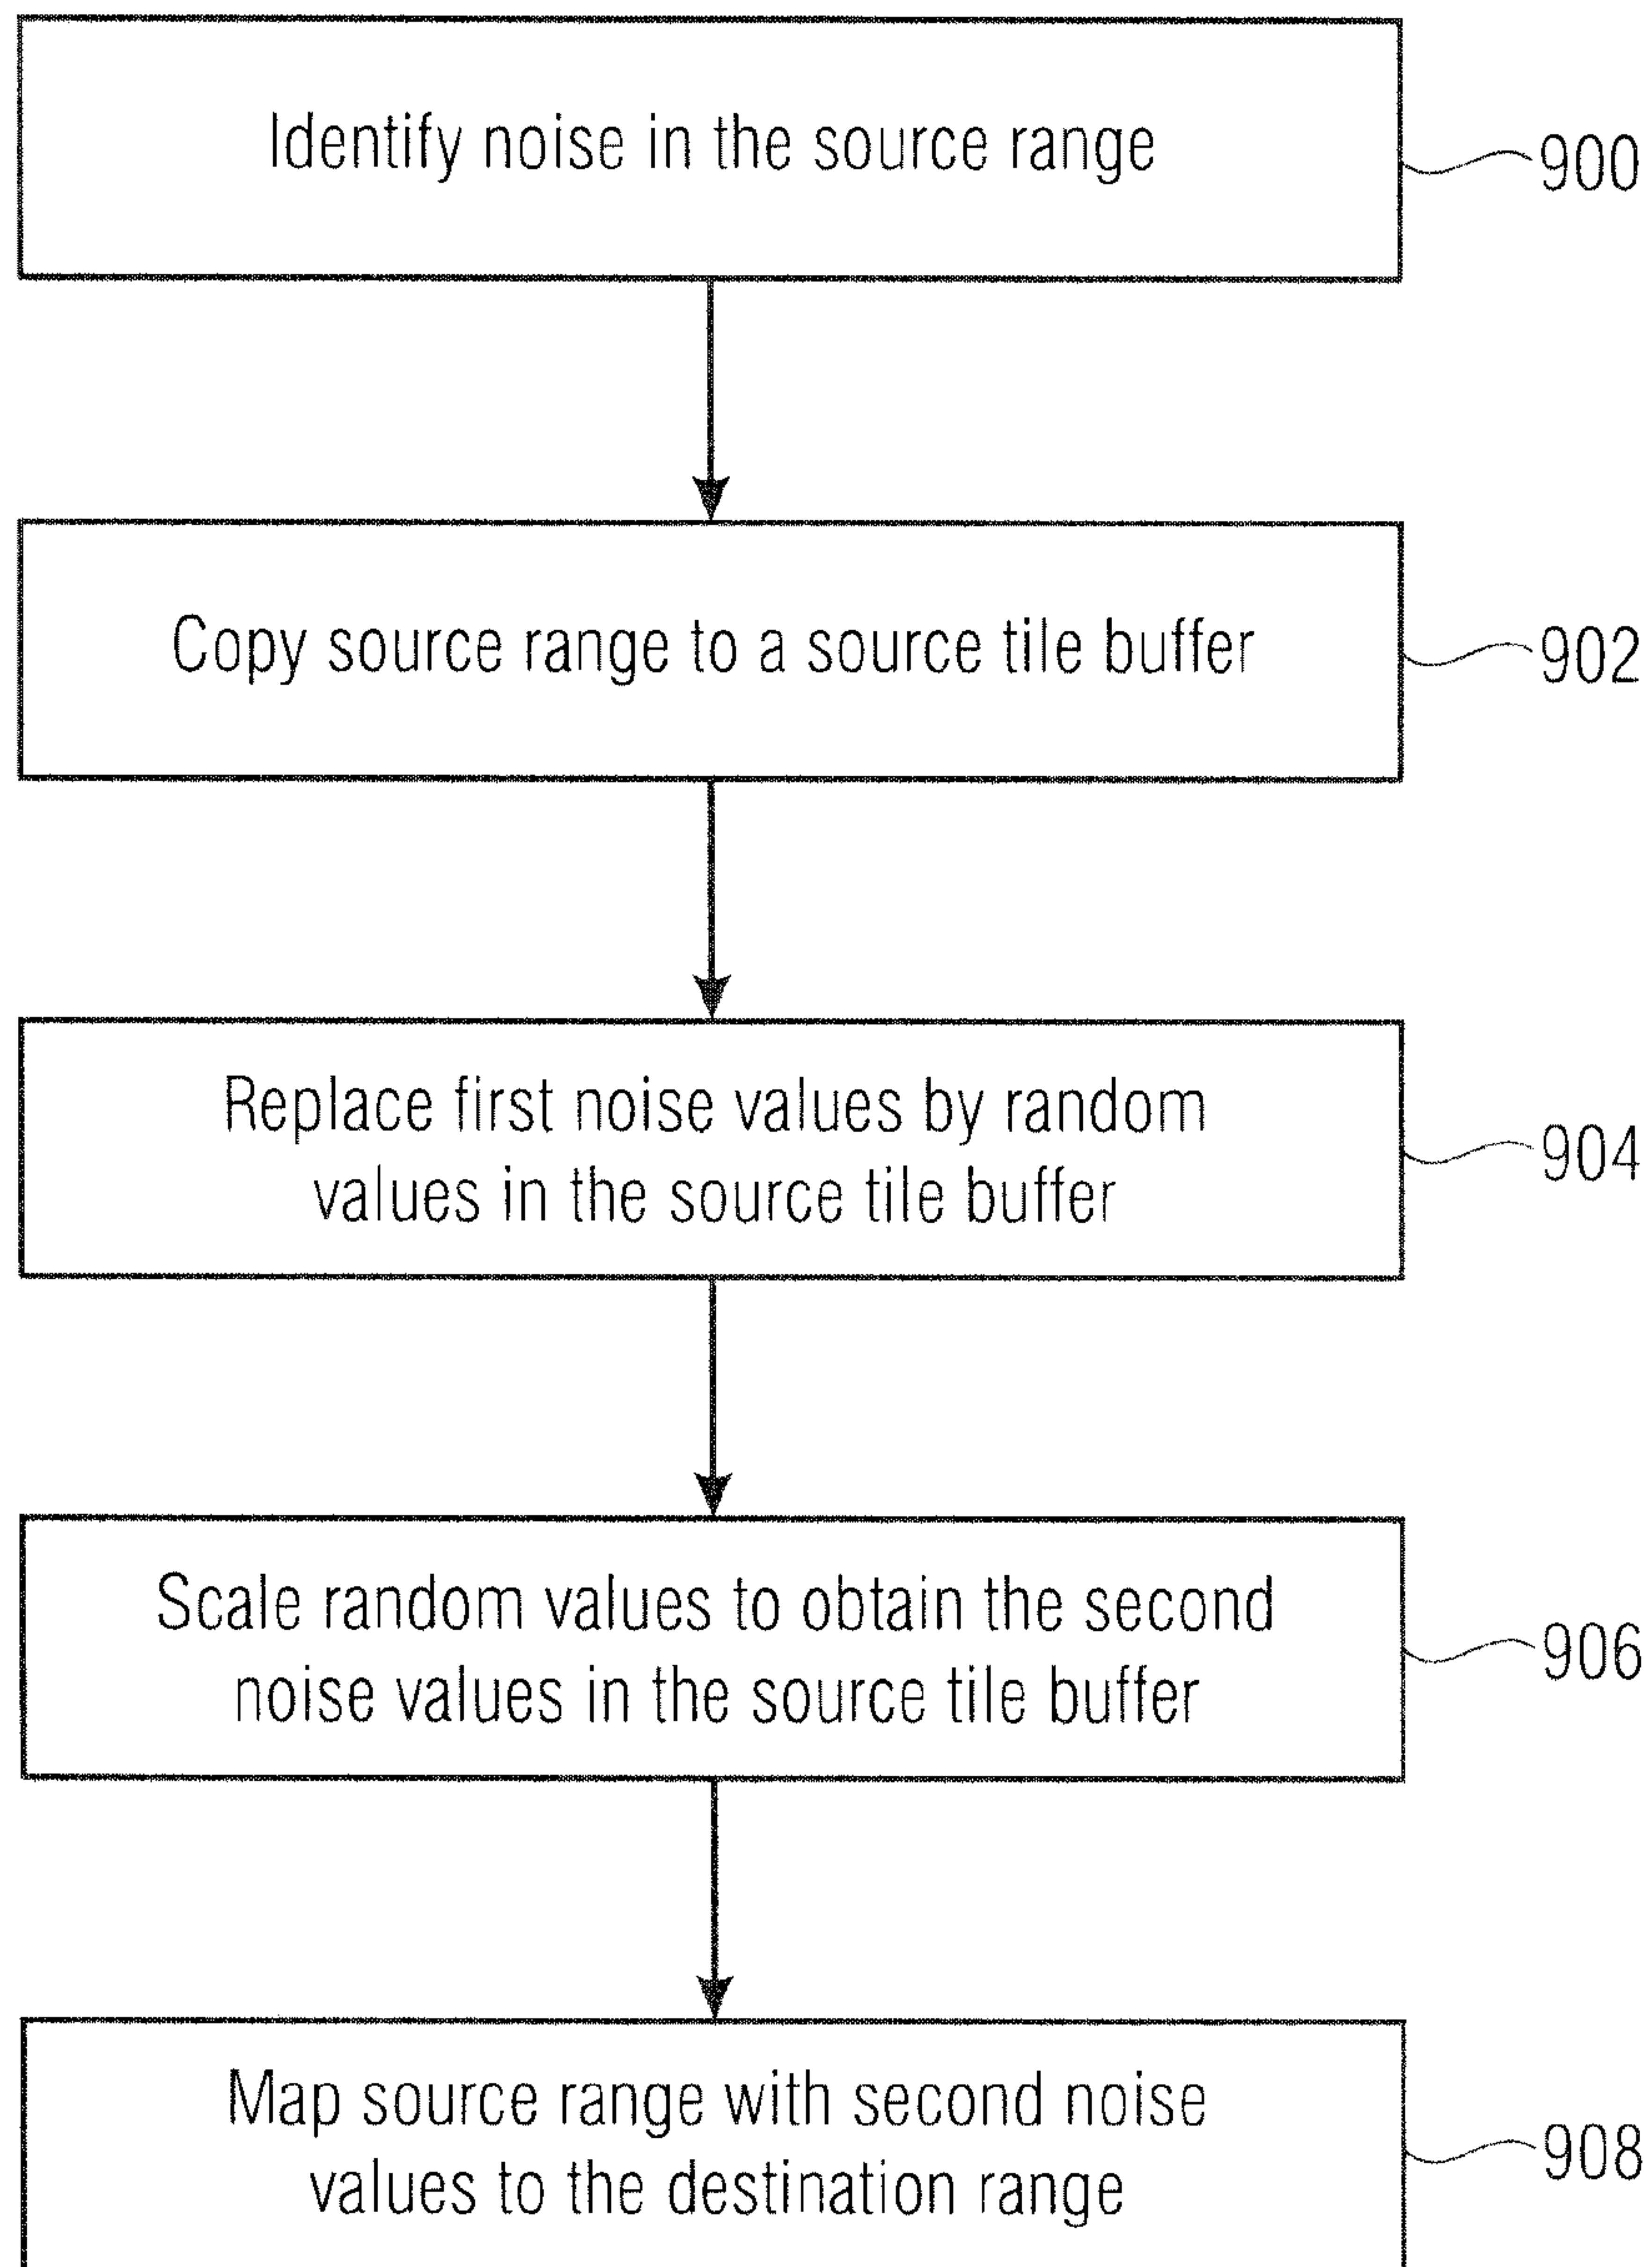 Identify noise in the source range
900
Copy source range to a source tile buffer
902
Replace first noise values by random
values in the source tile buffer
904
Scale random values to obtain the second
noise values in the source tile buffer
906
Map source range with second noise
values to the destination range
908